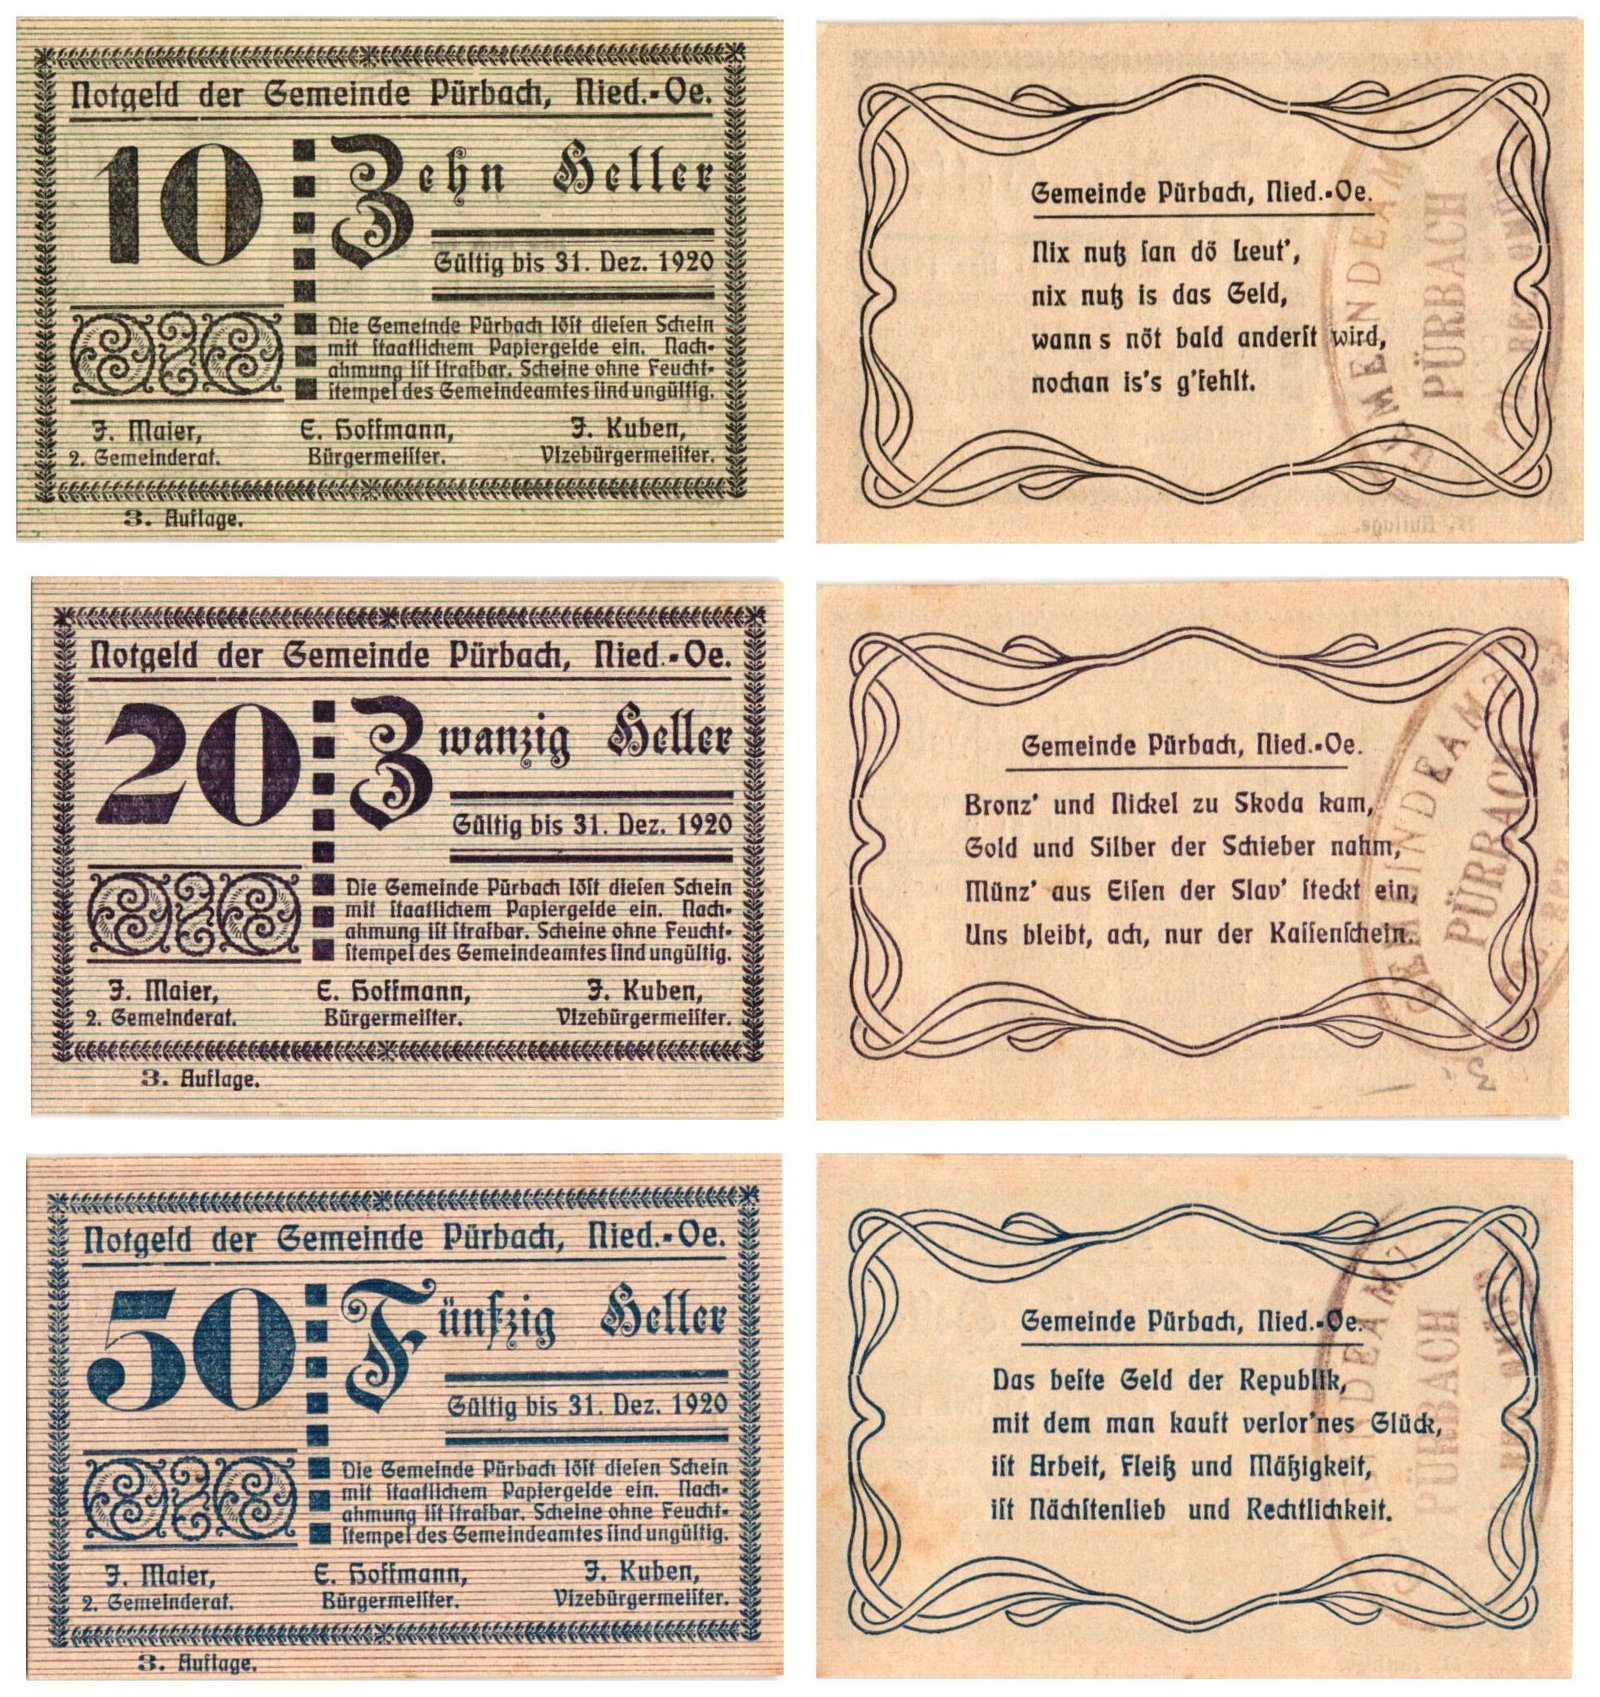 Notgeld der Gemeinde Pürbach, Nied.-Oe.
10 Zehn Heller
Gültig bis 31. Dez. 1920
Die Gemeinde Pürbach löst diesen Schein
mit staatlichem Papiergelde ein. Nach-
ahmung ist strafbar. Scheine ohne Feucht-
stempel des Gemeindeamtes sind ungültig.
J. Maier, E. Hoffmann, J. Kuben,
2. Gemeinderat. Bürgermeister. Vizebürgermeister.
3. Auflage.
Gemeinde Pürbach, Nied.-Oe.
Nix nutz san dö Leut',
nix nutz is das Geld,
wann s nöt bald anderst wird,
nochan is's g'fehlt.
GEMEINDEAMT
PÜRBACH
Notgeld der Gemeinde Pürbach, Nied.-Oe.
20 Zwanzig Heller
Gültig bis 31. Dez. 1920
Die Gemeinde Pürbach löst diesen Schein
mit staatlichem Papiergelde ein. Nach-
ahmung ist strafbar. Scheine ohne Feucht-
stempel des Gemeindeamtes sind ungültig.
J. Maier, E. Hoffmann, J. Kuben,
2. Gemeinderat. Bürgermeister. Vizebürgermeister.
3. Auflage.
Gemeinde Pürbach, Nied.-Oe.
Bronz' und Nickel zu Skoda kam,
Gold und Silber der Schieber nahm,
Münz' aus Eisen der Slav' steckt ein,
Uns bleibt, ach, nur der Kassenschein.
GEMEINDEAMT
PÜRBACH
3
Notgeld der Gemeinde Pürbach, Nied.-Oe.
50 Fünfzig Heller
Gültig bis 31. Dez. 1920
Die Gemeinde Pürbach löst diesen Schein
mit staatlichem Papiergelde ein. Nach-
ahmung ist strafbar. Scheine ohne Feucht-
stempel des Gemeindeamtes sind ungültig.
J. Maier, E. Hoffmann, J. Kuben,
2. Gemeinderat. Bürgermeister. Vizebürgermeister.
3. Auflage.
Gemeinde Pürbach, Nied.-Oe.
Das beste Geld der Republik,
mit dem man kauft verlor'nes Glück,
ist Arbeit, Fleiß und Mäßigkeit,
ist Nächstenlieb und Rechtlichkeit.
GEMEINDEAMT
PÜRBACH